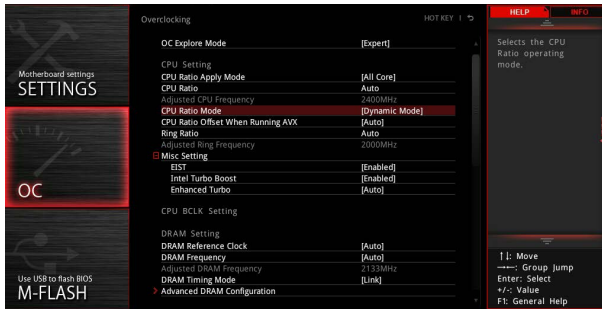 Overclocking
HOT KEY
HELP
INFO
OC Explore Mode [Expert]
CPU Setting
CPU Ratio Apply Mode [All Core]
CPU Ratio Auto
Adjusted CPU Frequency 2400MHz
CPU Ratio Mode [Dynamic Mode]
CPU Ratio Offset When Running AVX [Auto]
Ring Ratio Auto
Adjusted Ring Frequency 2000MHz
Misc Setting
EIST [Enabled]
Intel Turbo Boost [Enabled]
Enhanced Turbo [Auto]
CPU BCLK Setting
DRAM Setting
DRAM Reference Clock [Auto]
DRAM Frequency [Auto]
Adjusted DRAM Frequency 2133MHz
DRAM Timing Mode [Link]
Advanced DRAM Configuration
Motherboard settings
SETTINGS
OC
Use USB to flash BIOS
M-FLASH
Selects the CPU
Ratio operating
mode.
↑↓: Move
→←: Group Jump
Enter: Select
+/-: Value
F1: General Help